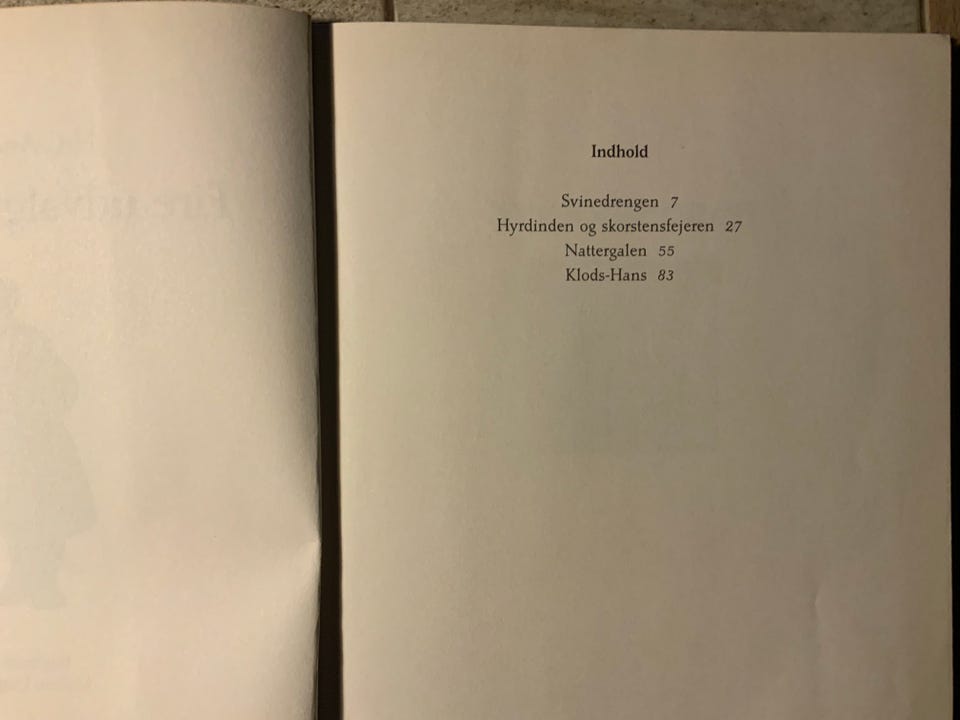 Indhold
Svinedrengen 7
Hyrdinden og skorstensfejeren 27
Nattergalen 55
Klods-Hans 83